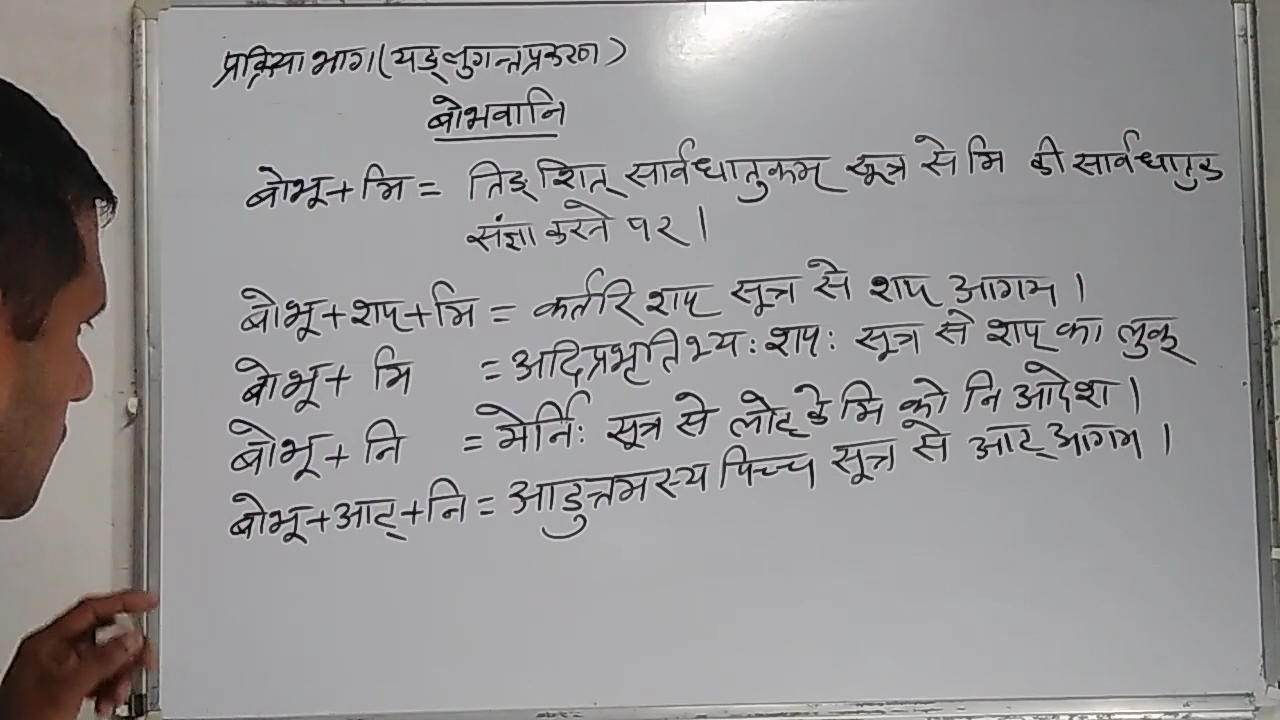 प्रक्रिया भाग (यङ्लुगन्त प्रकरण)
बोभवानि
बोभू + मि = तिङ् शित् सार्वधातुकम् सूत्र से मि की सार्वधातुक
संज्ञा करने पर।
बोभू + शप् + मि = कर्तरि शप् सूत्र से शप् आगम।
बोभू + मि = अदिप्रभृतिभ्यः शपः सूत्र से शप् का लुक्
बोभू + नि = मेर्निः सूत्र से लोट् के मि को नि आदेश।
बोभू + आट् + नि = आडुत्तमस्य पिच्च सूत्र से आट् आगम।